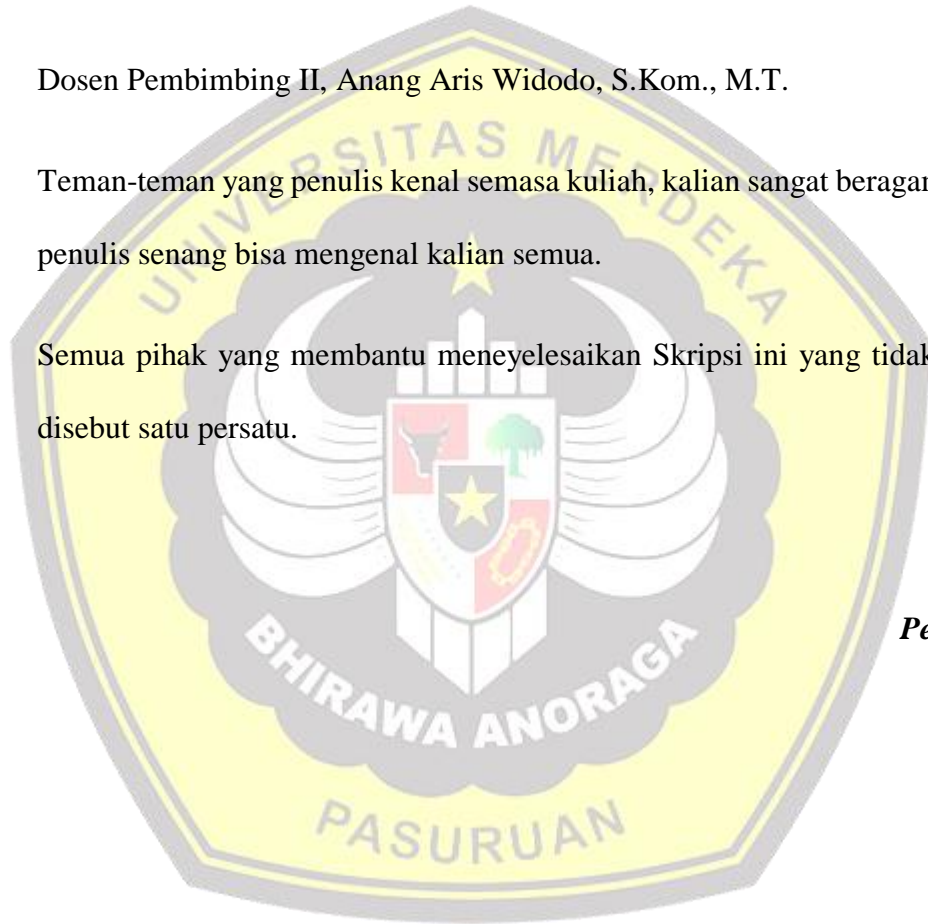 Dosen Pembimbing II, Anang Aris Widodo, S.Kom., M.T.
UNIVERSITAS MERDEKA
Teman-teman yang penulis kenal semasa kuliah, kalian sangat beragam
penulis senang bisa mengenal kalian semua.
Semua pihak yang membantu meneyelesaikan Skripsi ini yang tidak
disebut satu persatu.
Pe
BHIRAWA ANORAGA
PASURUAN